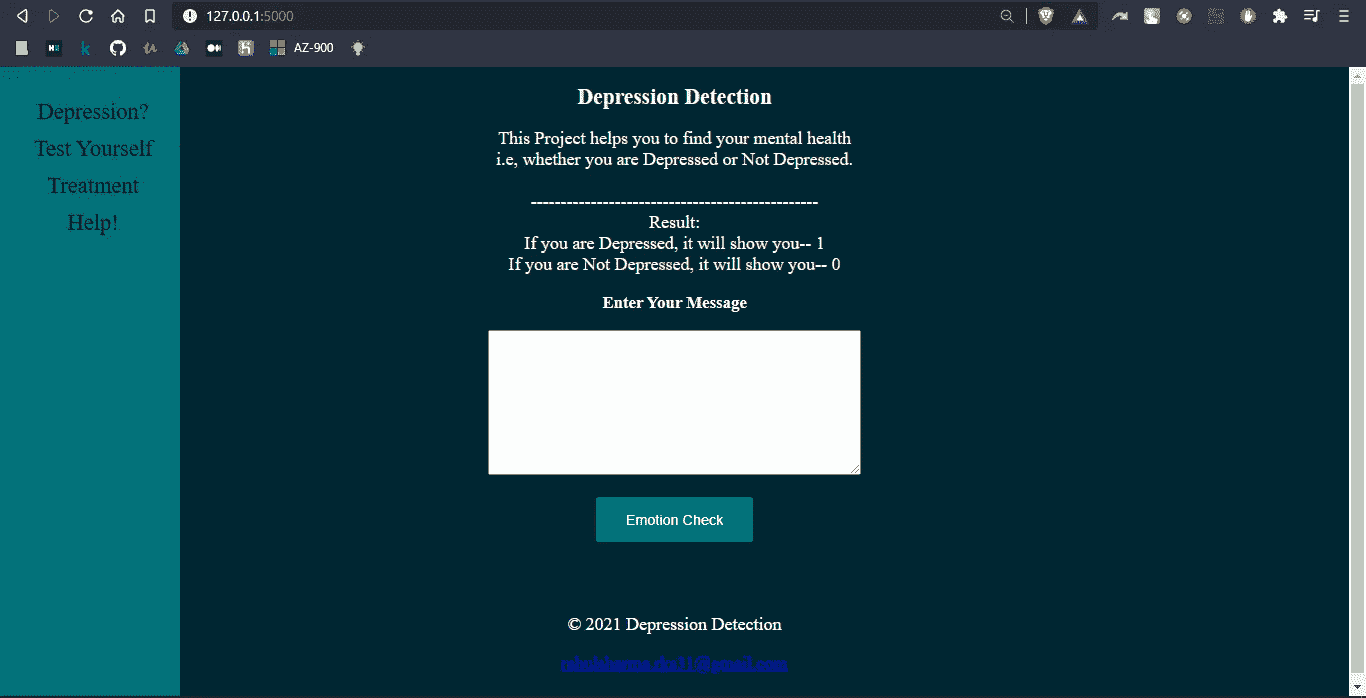 127.0.0.1:5000
AZ-900
Depression?
Test Yourself
Treatment
Help!
Depression Detection
This Project helps you to find your mental health
i.e, whether you are Depressed or Not Depressed.
------------------------------------------------
Result:
If you are Depressed, it will show you-- 1
If you are Not Depressed, it will show you-- 0
Enter Your Message
Emotion Check
© 2021 Depression Detection